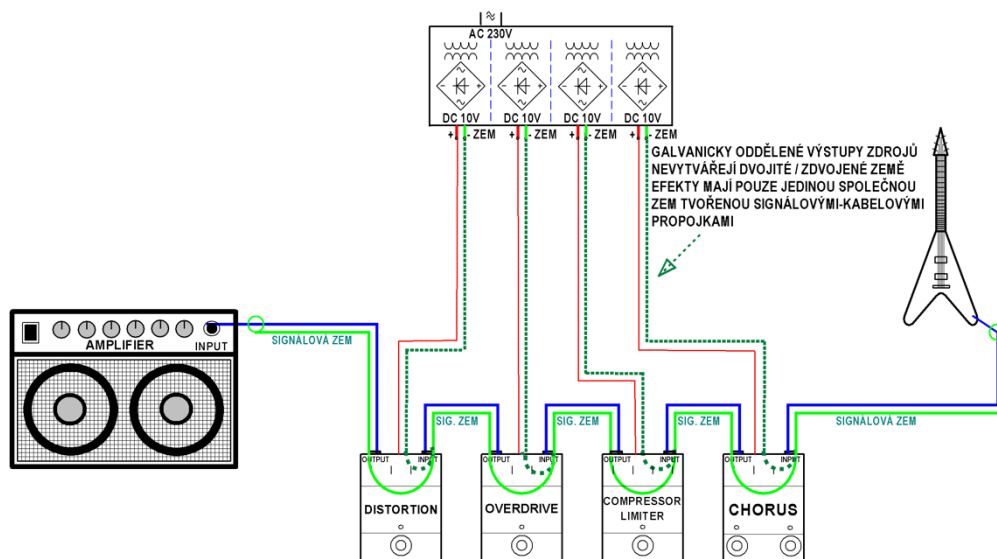 AC 230V
DC 10V DC 10V DC 10V DC 10V
+ - ZEM + - ZEM + - ZEM + - ZEM
GALVANICKY ODDĚLENÉ VÝSTUPY ZDROJŮ
NEVYTVÁŘEJÍ DVOJITÉ / ZDVOJENÉ ZEMĚ
EFEKTY MAJÍ POUZE JEDINOU SPOLEČNOU
ZEM TVOŘENOU SIGNÁLOVÝMI-KABELOVÝMI
PROPOJKAMI
AMPLIFIER
INPUT
SIGNÁLOVÁ ZEM
SIG. ZEM SIG. ZEM SIG. ZEM SIGNÁLOVÁ ZEM
OUTPUT INPUT OUTPUT INPUT OUTPUT INPUT OUTPUT INPUT
DISTORTION
OVERDRIVE
COMPRESSOR
LIMITER
CHORUS